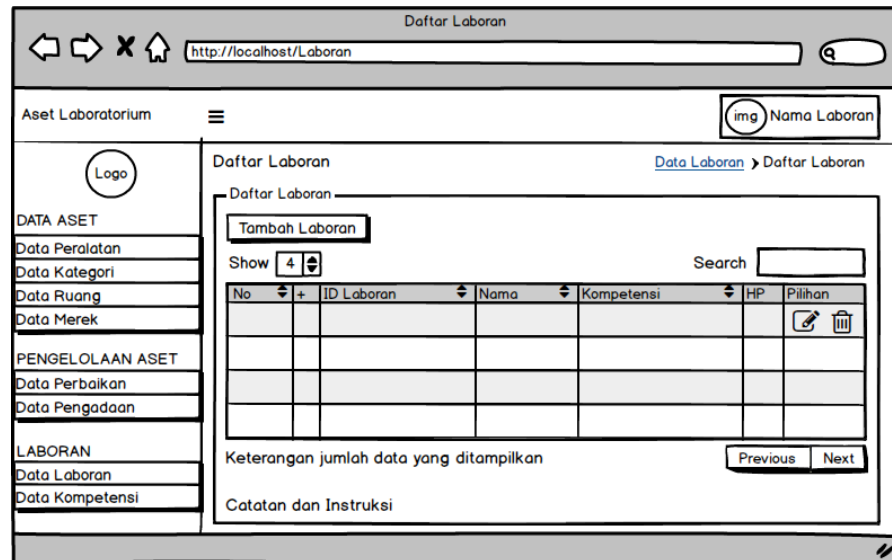 Daftar Laboran
http://localhost/Laboran
Aset Laboratorium
img Nama Laboran
Logo
DATA ASET
Data Peralatan
Data Kategori
Data Ruang
Data Merek
PENGELOLAAN ASET
Data Perbaikan
Data Pengadaan
LABORAN
Data Laboran
Data Kompetensi
Daftar Laboran
Data Laboran > Daftar Laboran
Daftar Laboran
Tambah Laboran
Show 4
Search
No + ID Laboran Nama Kompetensi HP Pilihan
Keterangan jumlah data yang ditampilkan
Previous Next
Catatan dan Instruksi